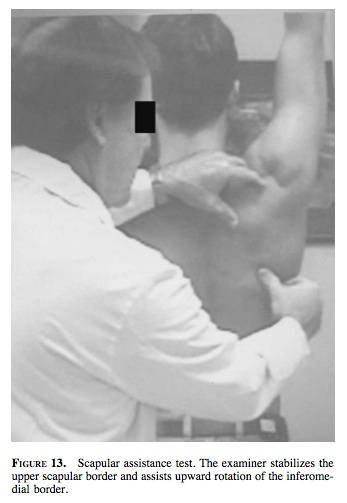 FIGURE 13. Scapular assistance test. The examiner stabilizes the
upper scapular border and assists upward rotation of the inferome-
dial border.